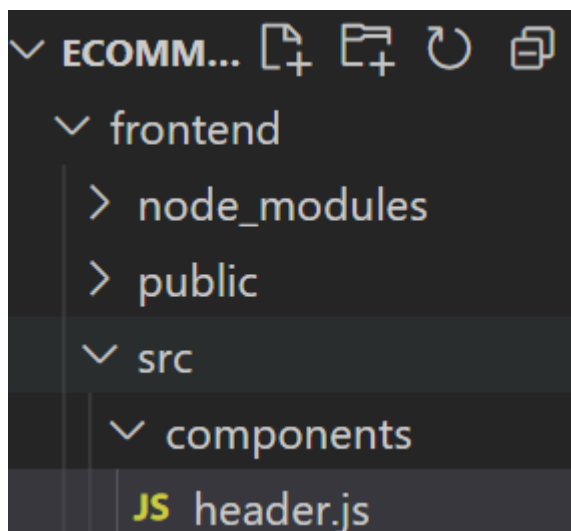 ECOMM...
frontend
node_modules
public
src
components
JS header.js